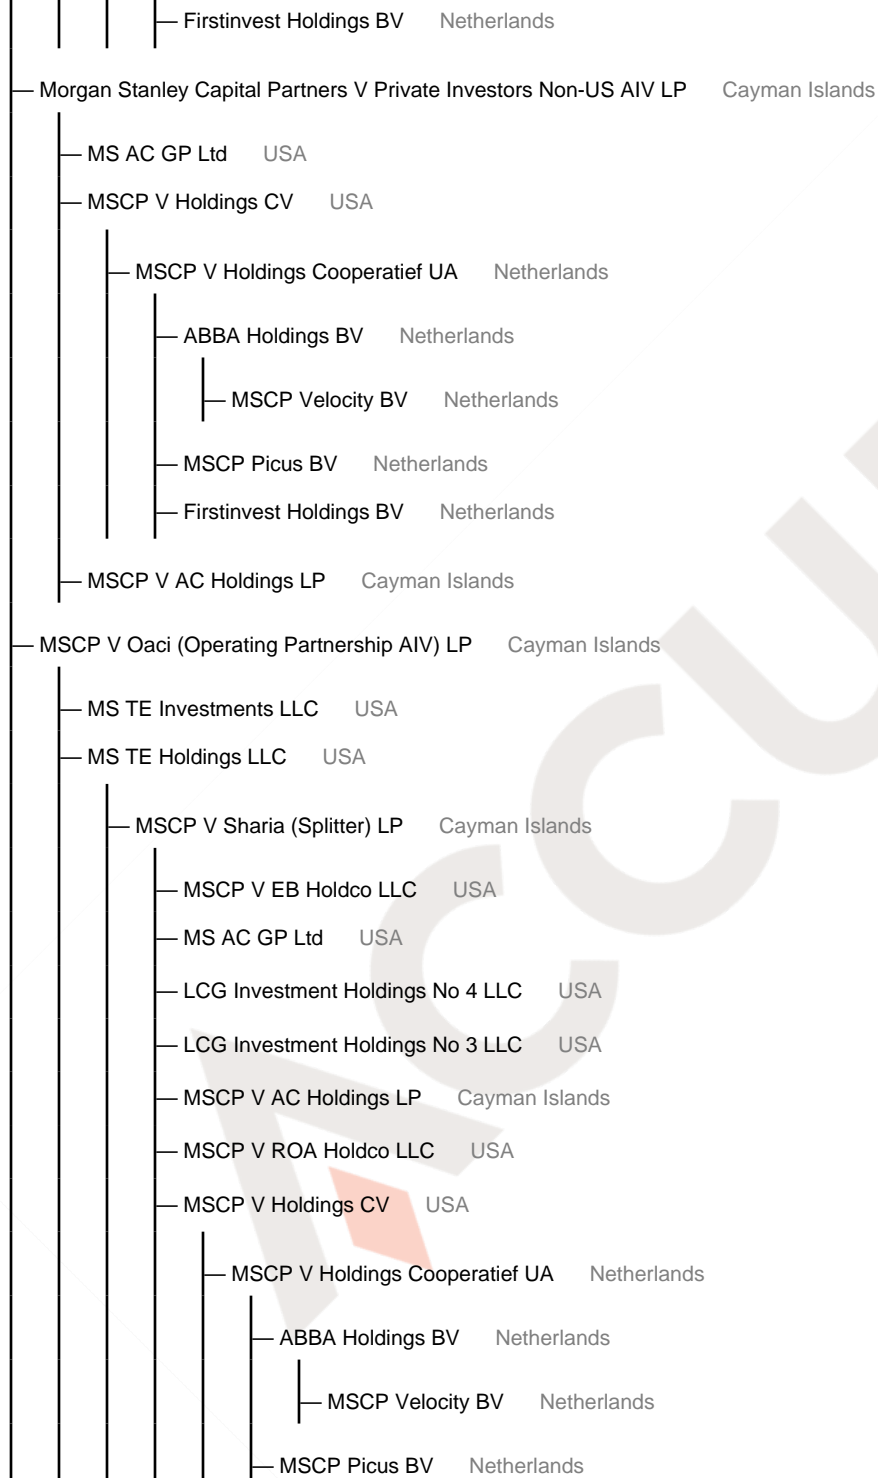 Firstinvest Holdings BV Netherlands
Morgan Stanley Capital Partners V Private Investors Non-US AIV LP Cayman Islands
MS AC GP Ltd USA
MSCP V Holdings CV USA
MSCP V Holdings Cooperatief UA Netherlands
ABBA Holdings BV Netherlands
MSCP Velocity BV Netherlands
MSCP Picus BV Netherlands
Firstinvest Holdings BV Netherlands
MSCP V AC Holdings LP Cayman Islands
MSCP V Oaci (Operating Partnership AIV) LP Cayman Islands
MS TE Investments LLC USA
MS TE Holdings LLC USA
MSCP V Sharia (Splitter) LP Cayman Islands
MSCP V EB Holdco LLC USA
MS AC GP Ltd USA
LCG Investment Holdings No 4 LLC USA
LCG Investment Holdings No 3 LLC USA
MSCP V AC Holdings LP Cayman Islands
MSCP V ROA Holdco LLC USA
MSCP V Holdings CV USA
MSCP V Holdings Cooperatief UA Netherlands
ABBA Holdings BV Netherlands
MSCP Velocity BV Netherlands
MSCP Picus BV Netherlands